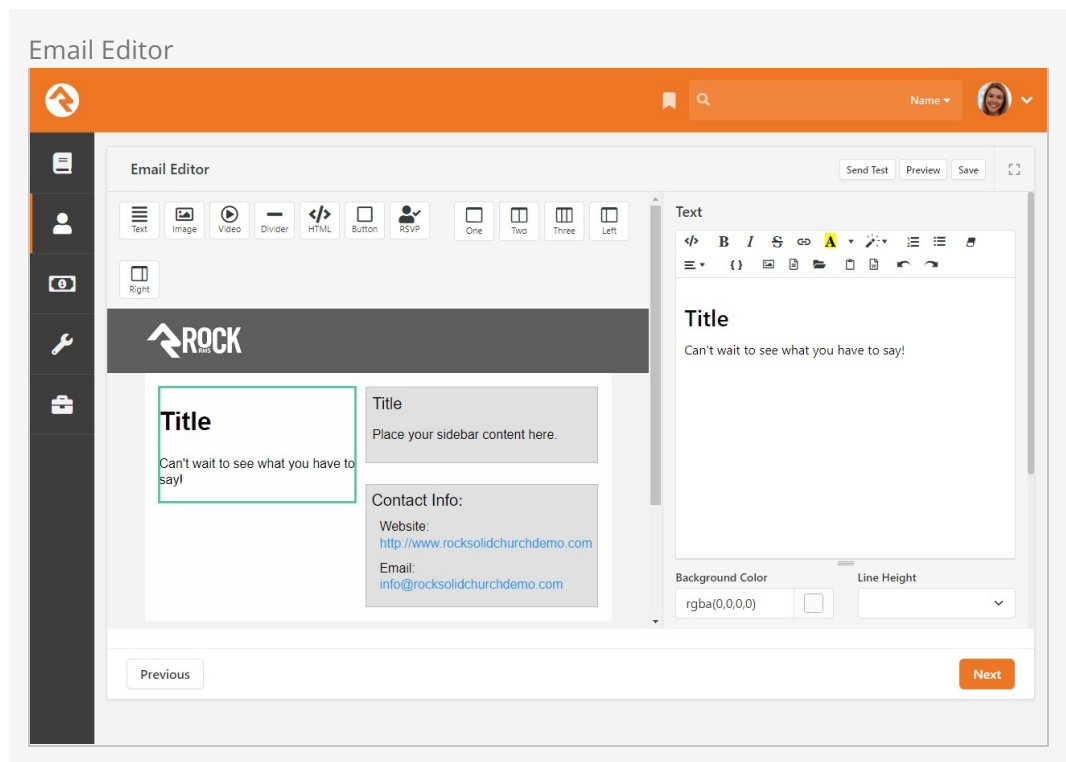 Email Editor
Name
Email Editor
Send Test Preview Save
Text Image Video Divider HTML Button RSVP One Two Three Left
Right
ROCK
RMS
Title
Can't wait to see what you have to
say!
Title
Place your sidebar content here.
Contact Info:
Website:
http://www.rocksolidchurchdemo.com
Email:
info@rocksolidchurchdemo.com
Text
B I S A
Title
Can't wait to see what you have to say!
Background Color Line Height
rgba(0,0,0,0)
Previous Next